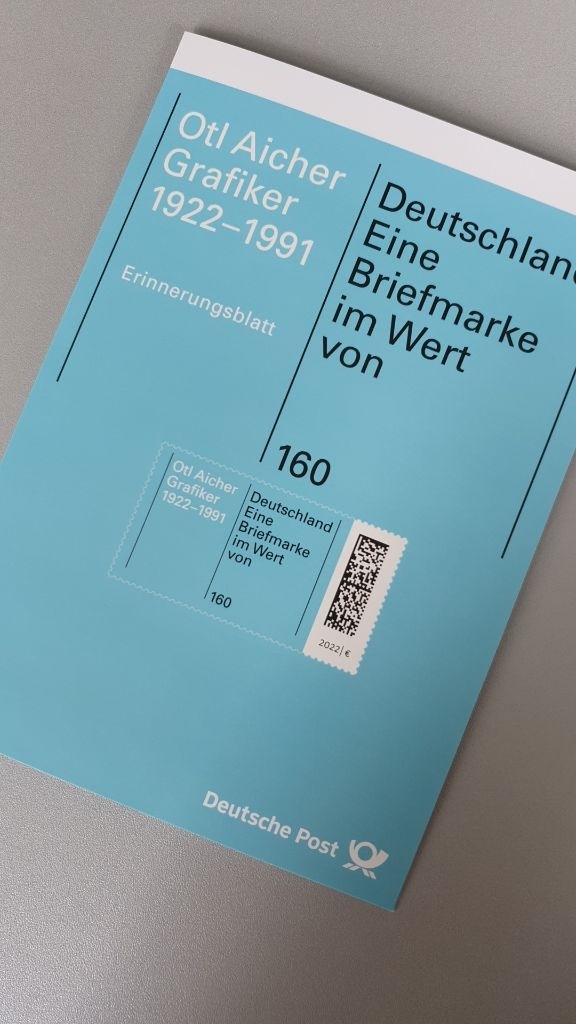 Otl Aicher
Grafiker
1922–1991
Erinnerungsblatt
Deutschland
Eine
Briefmarke
im Wert
von
160
Otl Aicher
Grafiker
1922–1991
Deutschland
Eine
Briefmarke
im Wert
von
160
2022 | €
Deutsche Post